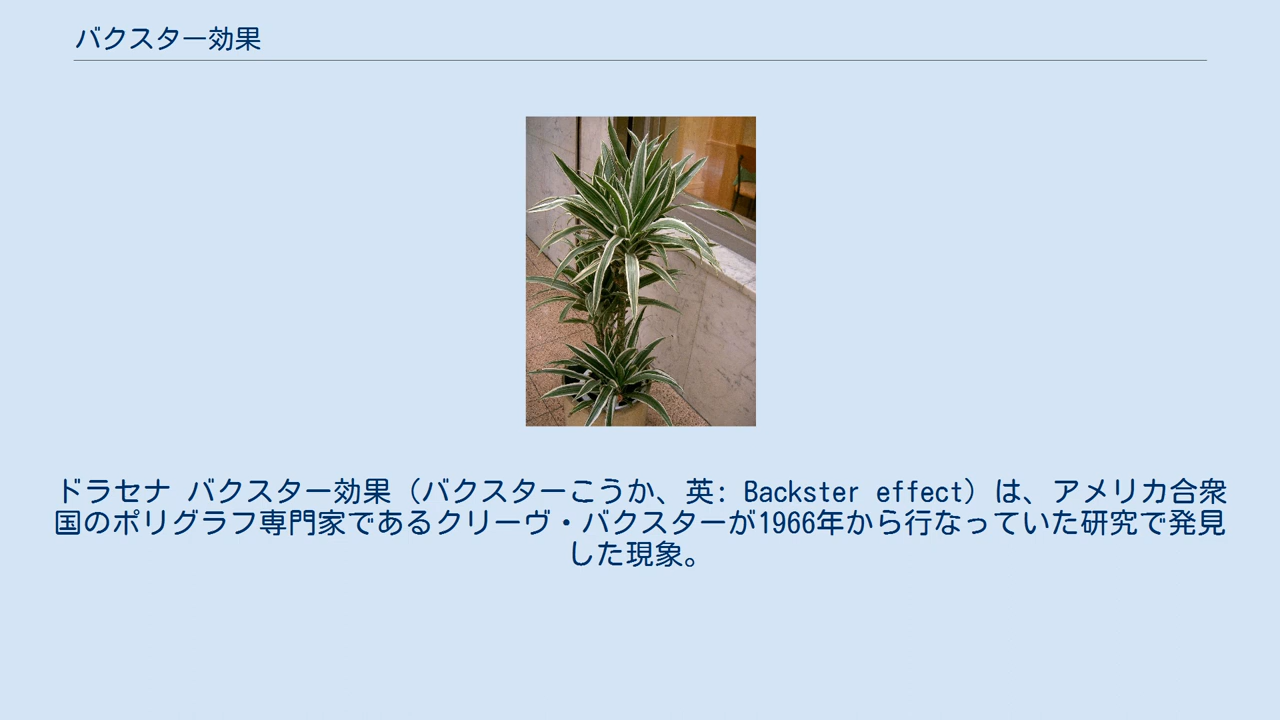 バクスター効果
ドラセナ バクスター効果（バクスターこうか、英: Backster effect）は、アメリカ合衆
国のポリグラフ専門家であるクリーヴ・バクスターが1966年から行なっていた研究で発見
した現象。